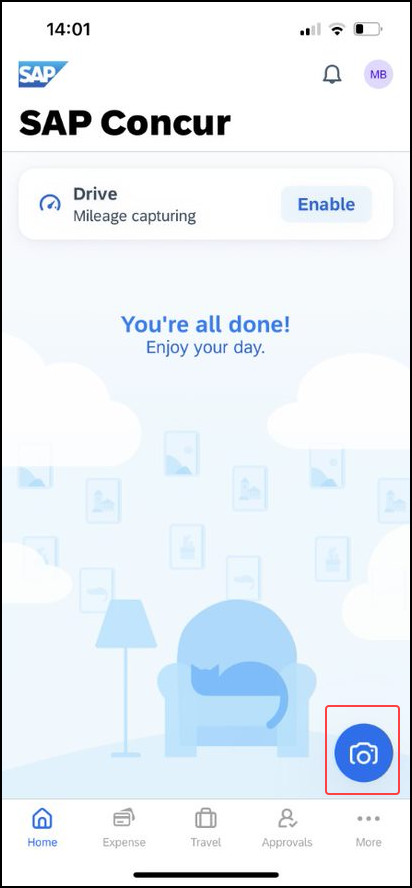 14:01
SAP
MB
SAP Concur
Drive
Mileage capturing
Enable
You're all done!
Enjoy your day.
Home
Expense
Travel
Approvals
More